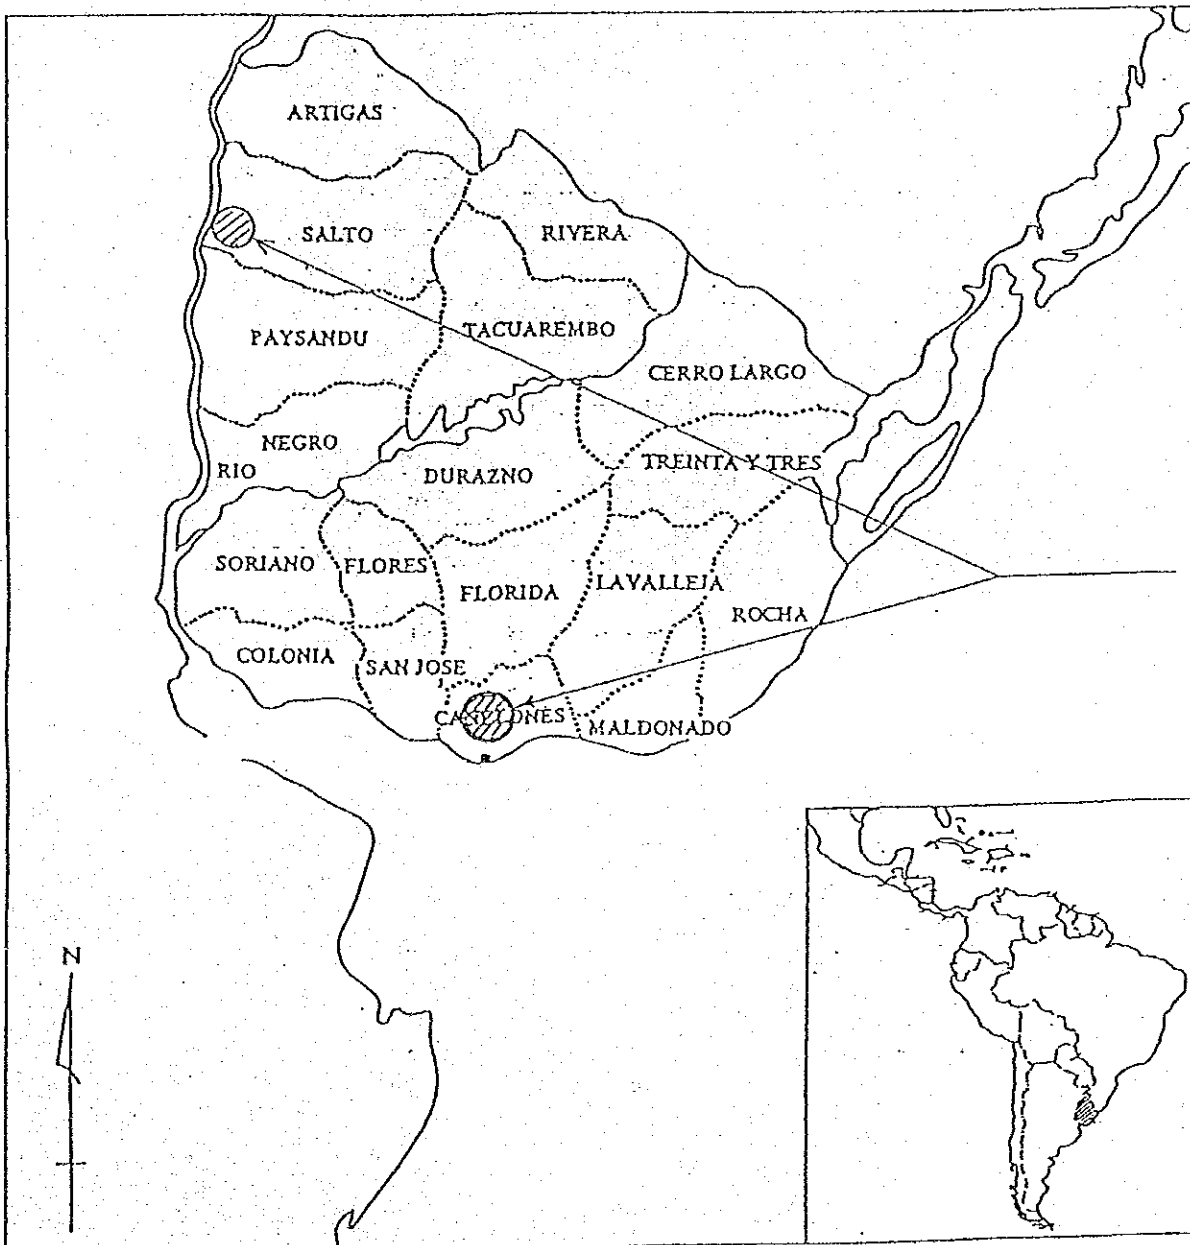 ARTIGAS
SALTO
RIVERA
PAYSANDU
TACUAREMBO
CERRO LARGO
NEGRO
RIO
DURAZNO
TREINTA Y TRES
SORIANO
FLORES
FLORIDA
LAVALLEJA
ROCHA
COLONIA
SAN JOSE
CANELONES
MALDONADO
N